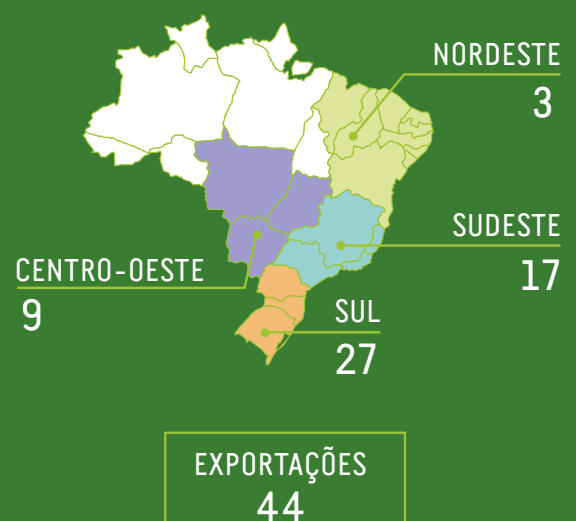 NORDESTE
3
SUDESTE
17
CENTRO-OESTE
9
SUL
27
EXPORTAÇÕES
44